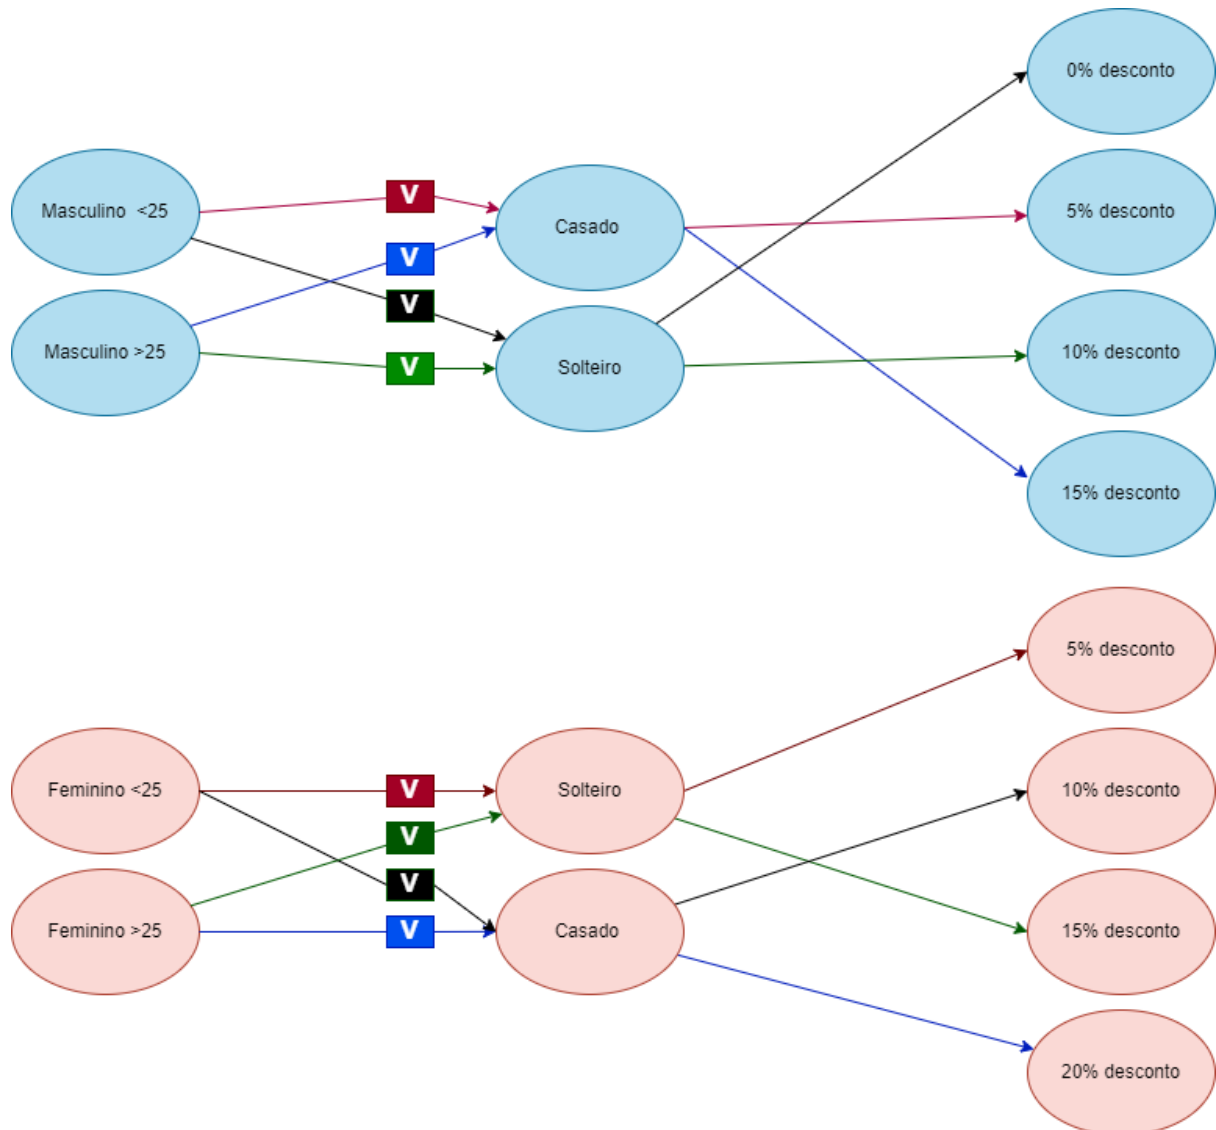 0% desconto
Masculino <25
V
Casado
5% desconto
V
V
Masculino >25
V
Solteiro
10% desconto
15% desconto
5% desconto
Feminino <25
V
Solteiro
10% desconto
V
V
Feminino >25
V
Casado
15% desconto
20% desconto